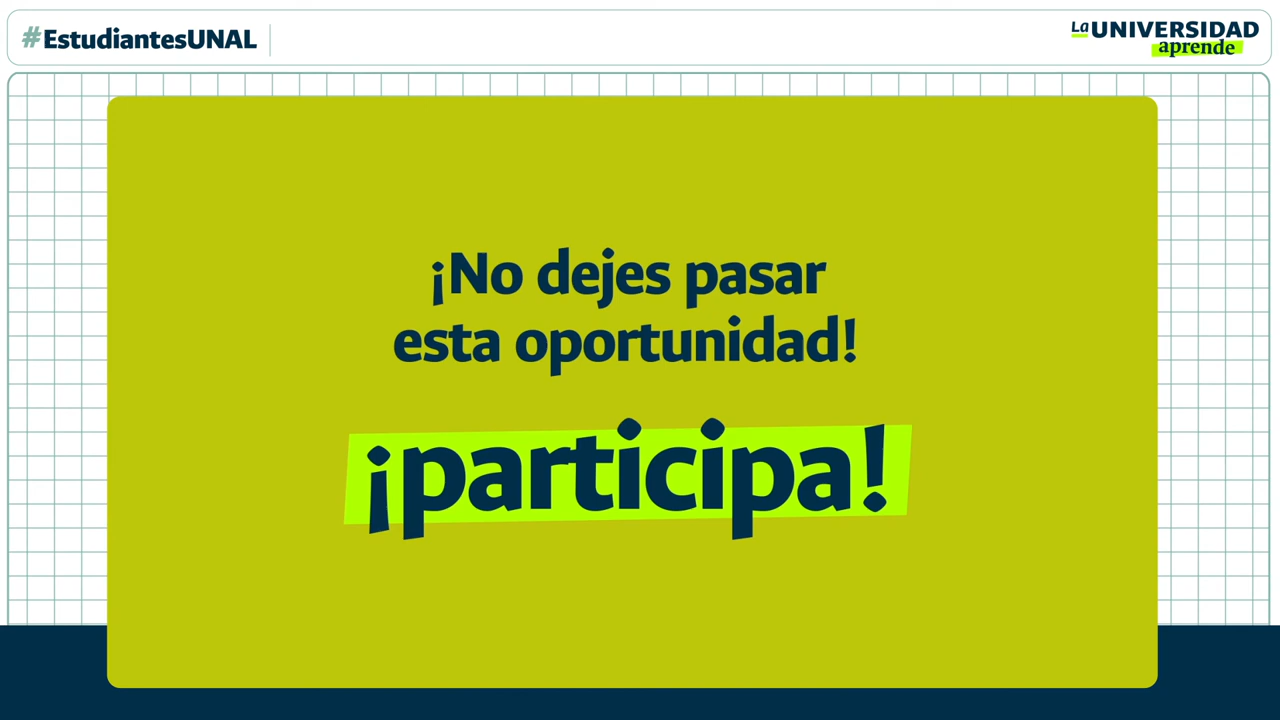 #EstudiantesUNAL
La UNIVERSIDAD
aprende
¡No dejes pasar
esta oportunidad!
¡participa!